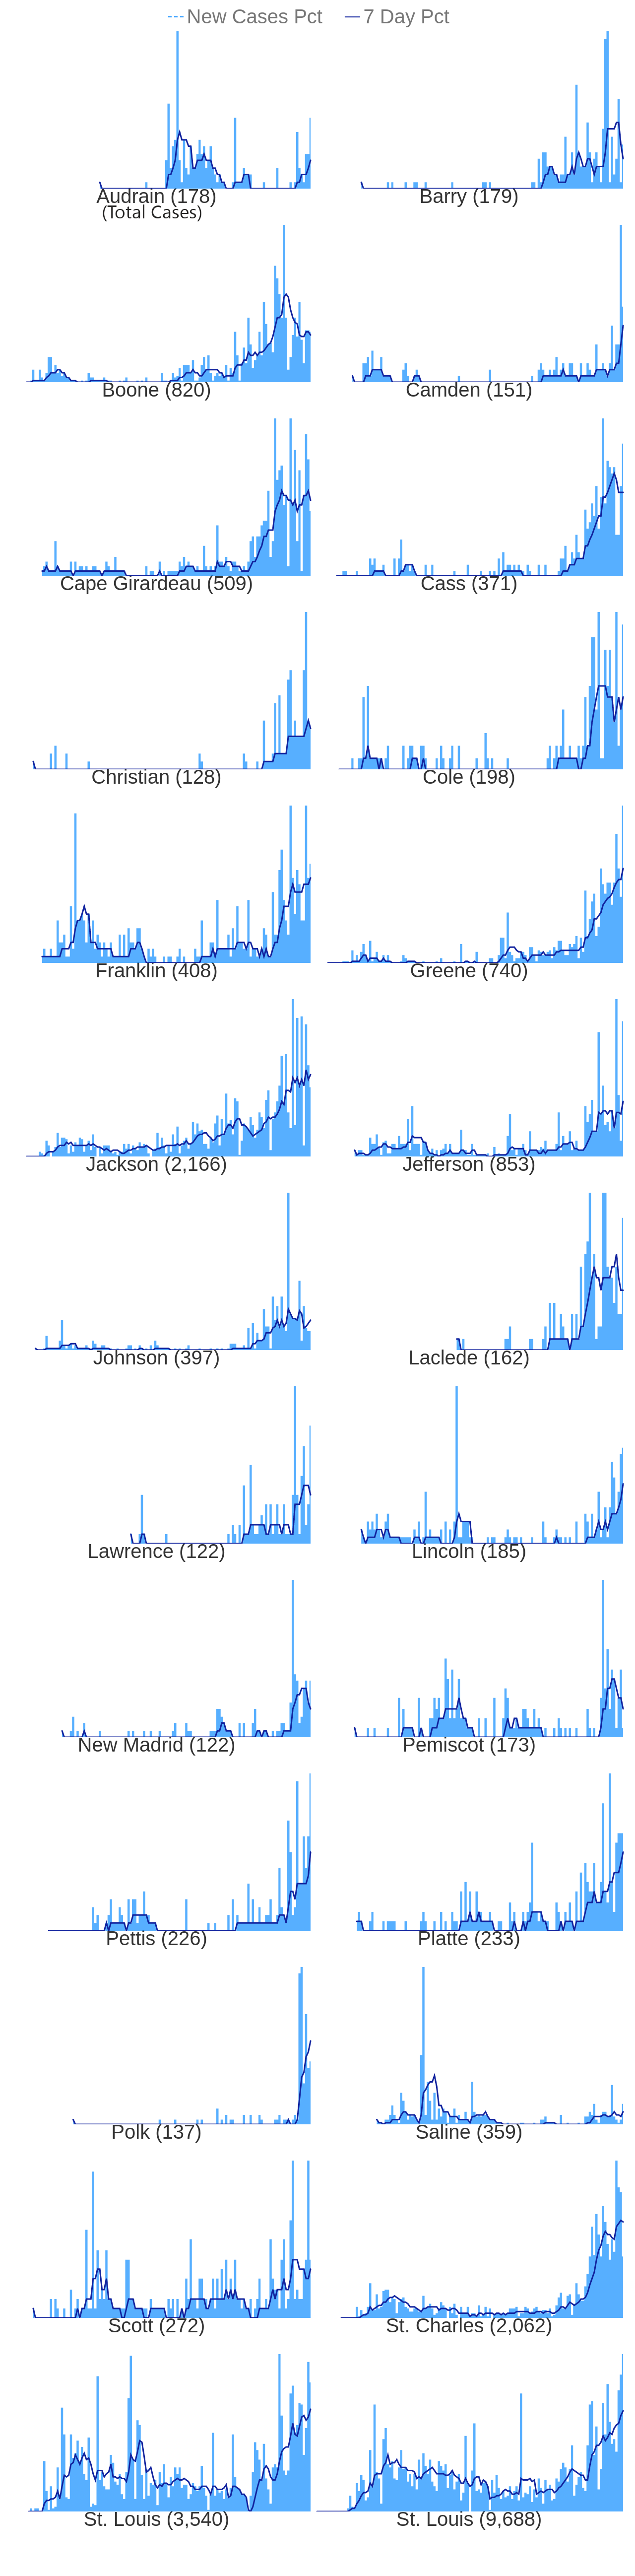 New Cases Pct 7 Day Pct
Audrain (178)
(Total Cases)
Barry (179)
Boone (820)
Camden (151)
Cape Girardeau (509)
Cass (371)
Christian (128)
Cole (198)
Franklin (408)
Greene (740)
Jackson (2,166)
Jefferson (853)
Johnson (397)
Laclede (162)
Lawrence (122)
Lincoln (185)
New Madrid (122)
Pemiscot (173)
Pettis (226)
Platte (233)
Polk (137)
Saline (359)
Scott (272)
St. Charles (2,062)
St. Louis (3,540)
St. Louis (9,688)